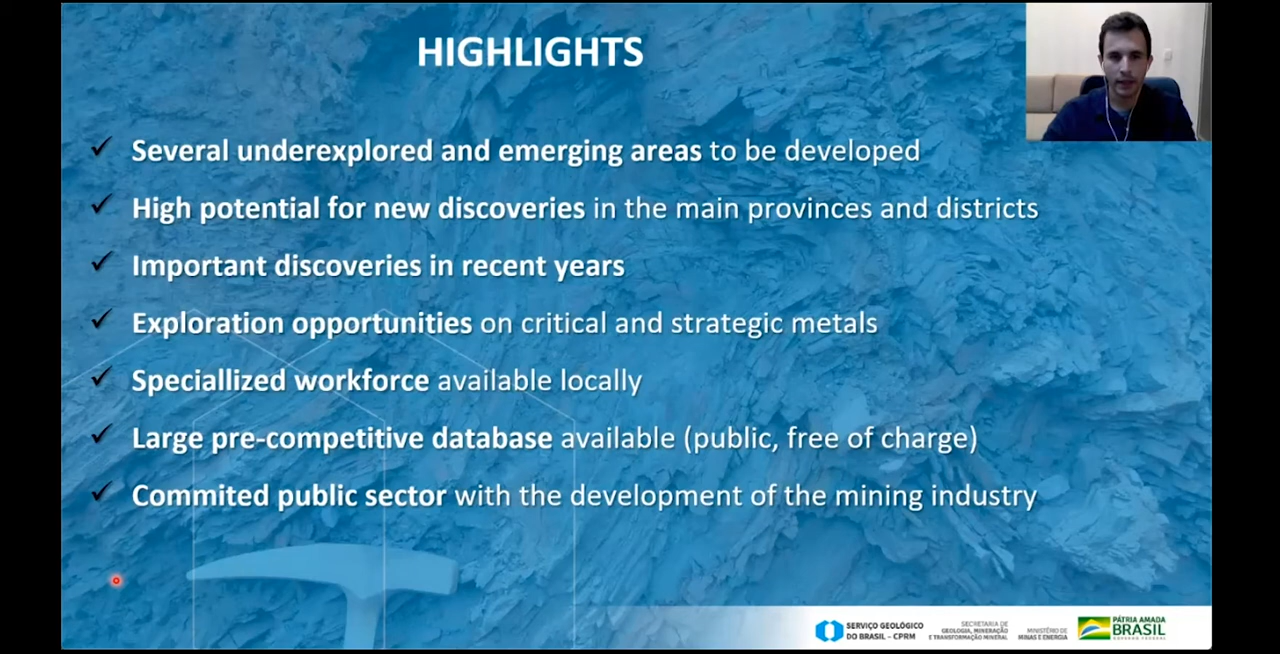 HIGHLIGHTS
✓ Several underexplored and emerging areas to be developed
✓ High potential for new discoveries in the main provinces and districts
✓ Important discoveries in recent years
✓ Exploration opportunities on critical and strategic metals
✓ Speciallized workforce available locally
✓ Large pre-competitive database available (public, free of charge)
✓ Commited public sector with the development of the mining industry
SERVIÇO GEOLÓGICO
DO BRASIL – CPRM
SECRETARIA DE
GEOLOGIA, MINERAÇÃO
E TRANSFORMAÇÃO MINERAL
MINISTÉRIO DE
MINAS E ENERGIA
PÁTRIA AMADA
BRASIL
GOVERNO FEDERAL